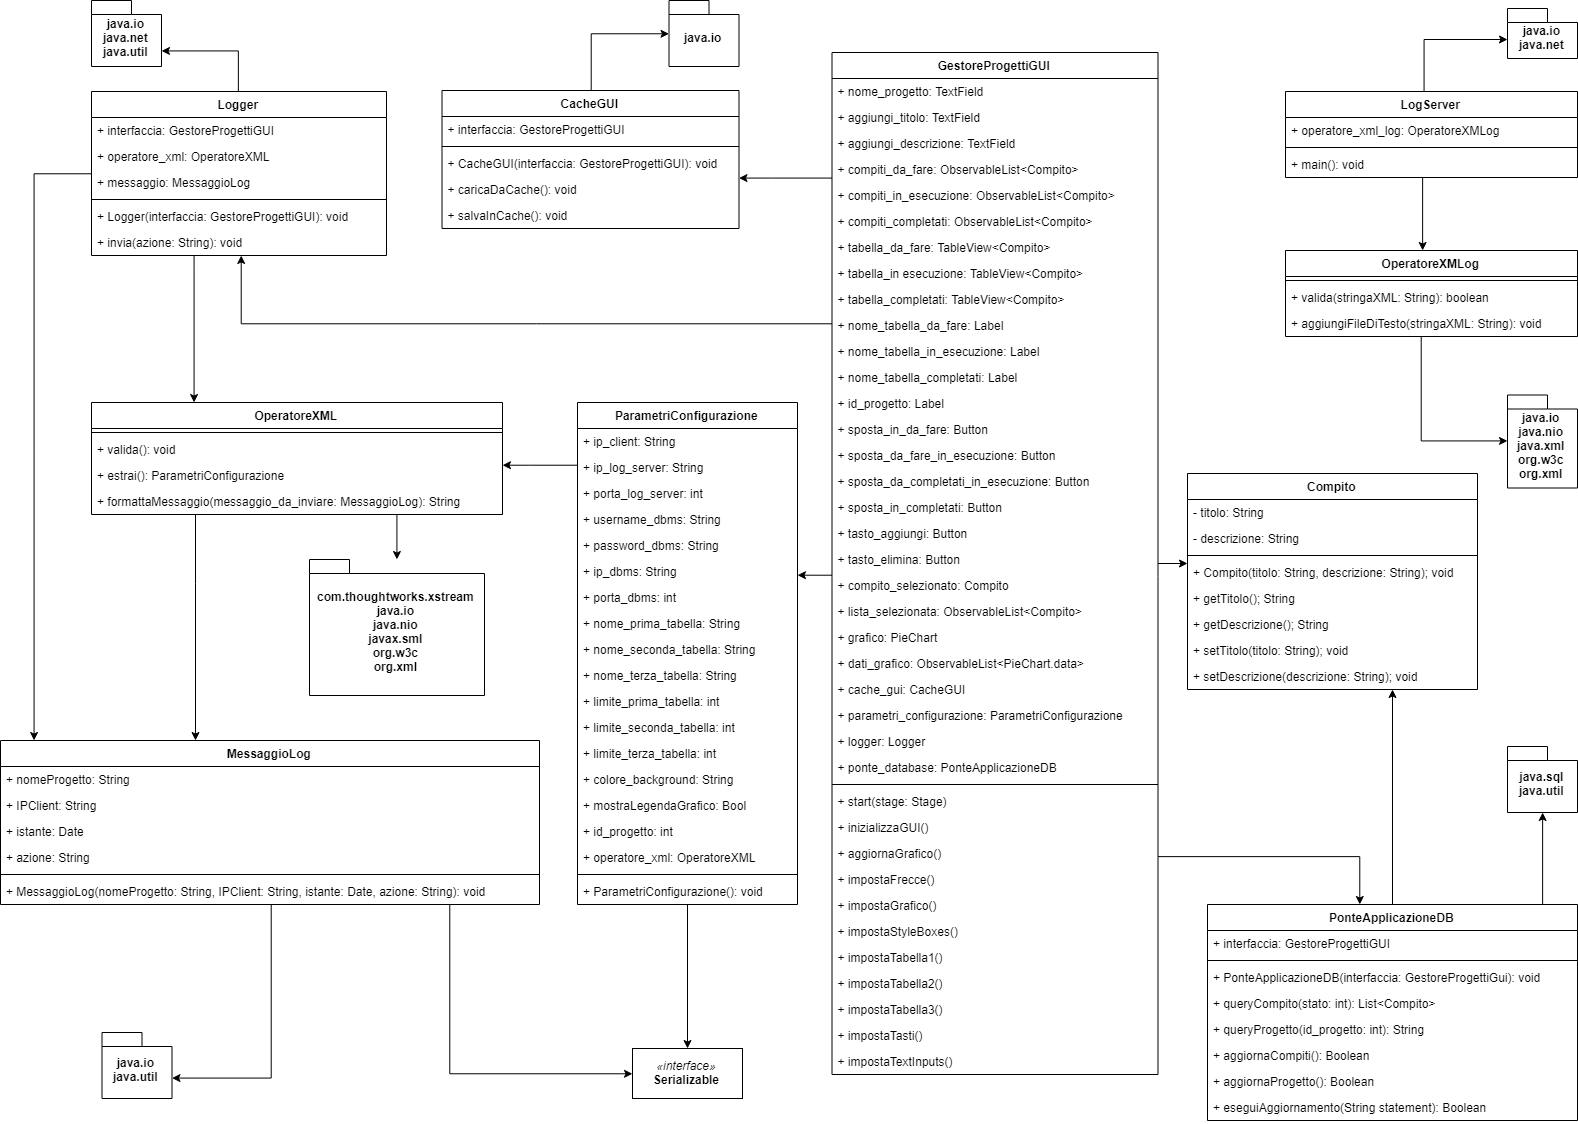 java.io
java.net
java.util
Logger
+ interfaccia: GestoreProgettiGUI
+ operatore_xml: OperatoreXML
+ messaggio: MessaggioLog
+ Logger(interfaccia: GestoreProgettiGUI): void
+ invia(azione: String): void
java.io
CacheGUI
+ interfaccia: GestoreProgettiGUI
+ CacheGUI(interfaccia: GestoreProgettiGUI): void
+ caricaDaCache(): void
+ salvaInCache(): void
GestoreProgettiGUI
+ nome_progetto: TextField
+ aggiungi_titolo: TextField
+ aggiungi_descrizione: TextField
+ compiti_da_fare: ObservableList<Compito>
+ compiti_in_esecuzione: ObservableList<Compito>
+ compiti_completati: ObservableList<Compito>
+ tabella_da_fare: TableView<Compito>
+ tabella_in esecuzione: TableView<Compito>
+ tabella_completati: TableView<Compito>
+ nome_tabella_da_fare: Label
+ nome_tabella_in_esecuzione: Label
+ nome_tabella_completati: Label
+ id_progetto: Label
+ sposta_in_da_fare: Button
+ sposta_da_fare_in_esecuzione: Button
+ sposta_da_completati_in_esecuzione: Button
+ sposta_in_completati: Button
+ tasto_aggiungi: Button
+ tasto_elimina: Button
+ compito_selezionato: Compito
+ lista_selezionata: ObservableList<Compito>
+ grafico: PieChart
+ dati_grafico: ObservableList<PieChart.data>
+ cache_gui: CacheGUI
+ parametri_configurazione: ParametriConfigurazione
+ logger: Logger
+ ponte_database: PonteApplicazioneDB
+ start(stage: Stage)
+ inizializzaGUI()
+ aggiornaGrafico()
+ impostaFrecce()
+ impostaGrafico()
+ impostaStyleBoxes()
+ impostaTabella1()
+ impostaTabella2()
+ impostaTabella3()
+ impostaTasti()
+ impostaTextInputs()
java.io
java.net
LogServer
+ operatore_xml_log: OperatoreXMLog
+ main(): void
OperatoreXMLog
+ valida(stringaXML: String): boolean
+ aggiungiFileDiTesto(stringaXML: String): void
java.io
java.nio
java.xml
org.w3c
org.xml
OperatoreXML
+ valida(): void
+ estrai(): ParametriConfigurazione
+ formattaMessaggio(messaggio_da_inviare: MessaggioLog): String
com.thoughtworks.xstream
java.io
java.nio
javax.sml
org.w3c
org.xml
ParametriConfigurazione
+ ip_client: String
+ ip_log_server: String
+ porta_log_server: int
+ username_dbms: String
+ password_dbms: String
+ ip_dbms: String
+ porta_dbms: int
+ nome_prima_tabella: String
+ nome_seconda_tabella: String
+ nome_terza_tabella: String
+ limite_prima_tabella: int
+ limite_seconda_tabella: int
+ limite_terza_tabella: int
+ colore_background: String
+ mostraLegendaGrafico: Bool
+ id_progetto: int
+ operatore_xml: OperatoreXML
+ ParametriConfigurazione(): void
Compito
- titolo: String
- descrizione: String
+ Compito(titolo: String, descrizione: String); void
+ getTitolo(); String
+ getDescrizione(); String
+ setTitolo(titolo: String); void
+ setDescrizione(descrizione: String); void
MessaggioLog
+ nomeProgetto: String
+ IPClient: String
+ istante: Date
+ azione: String
+ MessaggioLog(nomeProgetto: String, IPClient: String, istante: Date, azione: String): void
java.sql
java.util
PonteApplicazioneDB
+ interfaccia: GestoreProgettiGUI
+ PonteApplicazioneDB(interfaccia: GestoreProgettiGui): void
+ queryCompito(stato: int): List<Compito>
+ queryProgetto(id_progetto: int): String
+ aggiornaCompiti(): Boolean
+ aggiornaProgetto(): Boolean
+ eseguiAggiornamento(String statement): Boolean
java.io
java.util
«interface»
Serializable